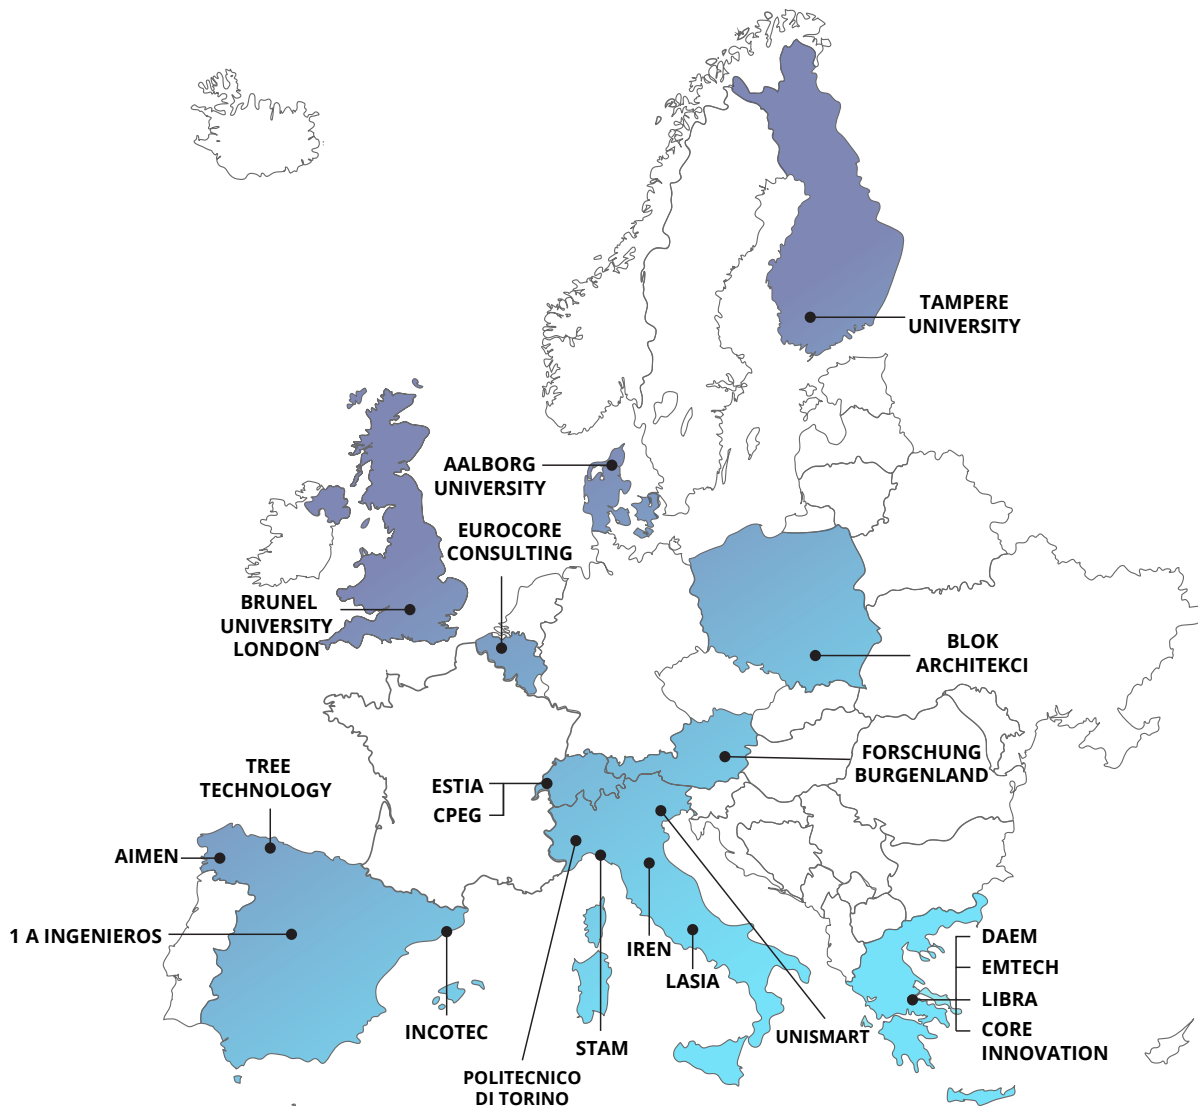 TAMPERE
UNIVERSITY
AALBORG
UNIVERSITY
EUROCORE
CONSULTING
BRUNEL
UNIVERSITY
LONDON
BLOK
ARCHITEKCI
FORSCHUNG
BURGENLAND
TREE
TECHNOLOGY
ESTIA
CPEG
AIMEN
1 A INGENIEROS
INCOTEC
POLITECNICO
DI TORINO
STAM
IREN
LASIA
UNISMART
DAEM
EMTECH
LIBRA
CORE
INNOVATION